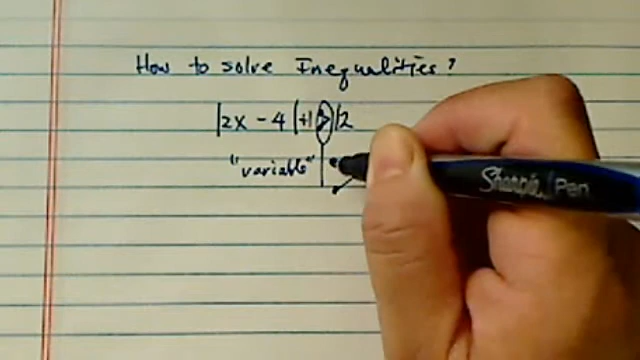 How to solve Inequalities?
|2x - 4|+1 > 12
"variable"
Sharpie Pen